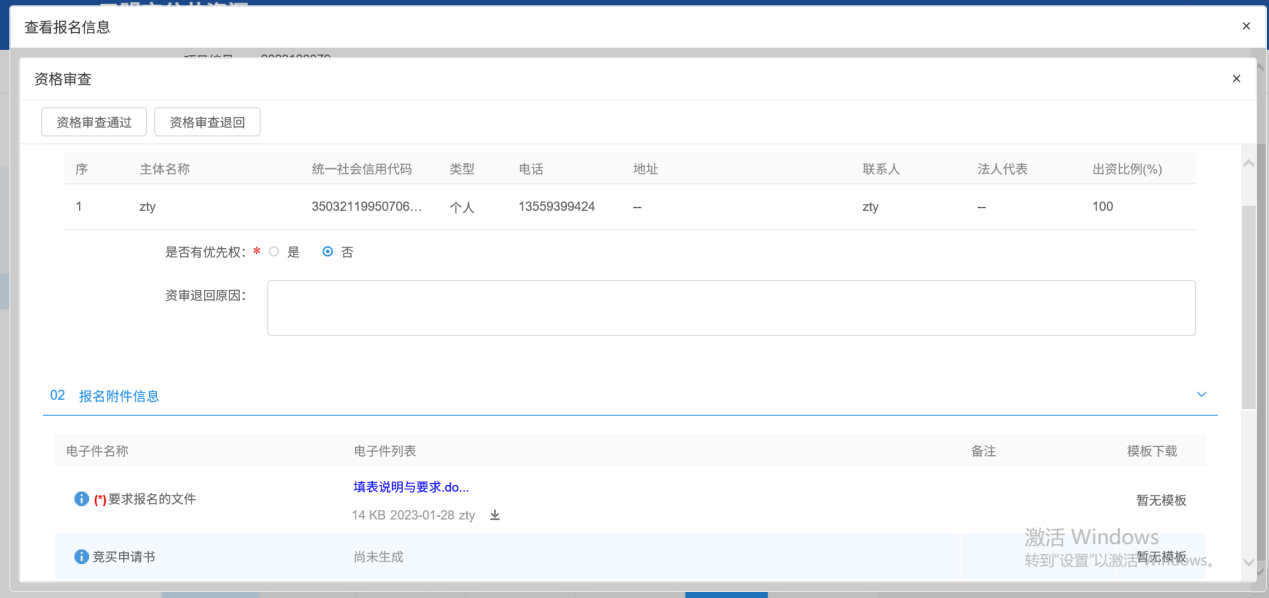 查看报名信息 ×
资格审查 ×
资格审查通过 资格审查退回
序 主体名称 统一社会信用代码 类型 电话 地址 联系人 法人代表 出资比例(%)
1 zty 35032119950706... 个人 13559399424 -- zty -- 100
是否有优先权: * 是 否
资审退回原因:
02 报名附件信息
电子件名称 电子件列表 备注 模板下载
(*)要求报名的文件 填表说明与要求.do... 暂无模板
14 KB 2023-01-28 zty
激活 Windows
竞买申请书 尚未生成 暂无模板
转到"设置"以激活 Windows。